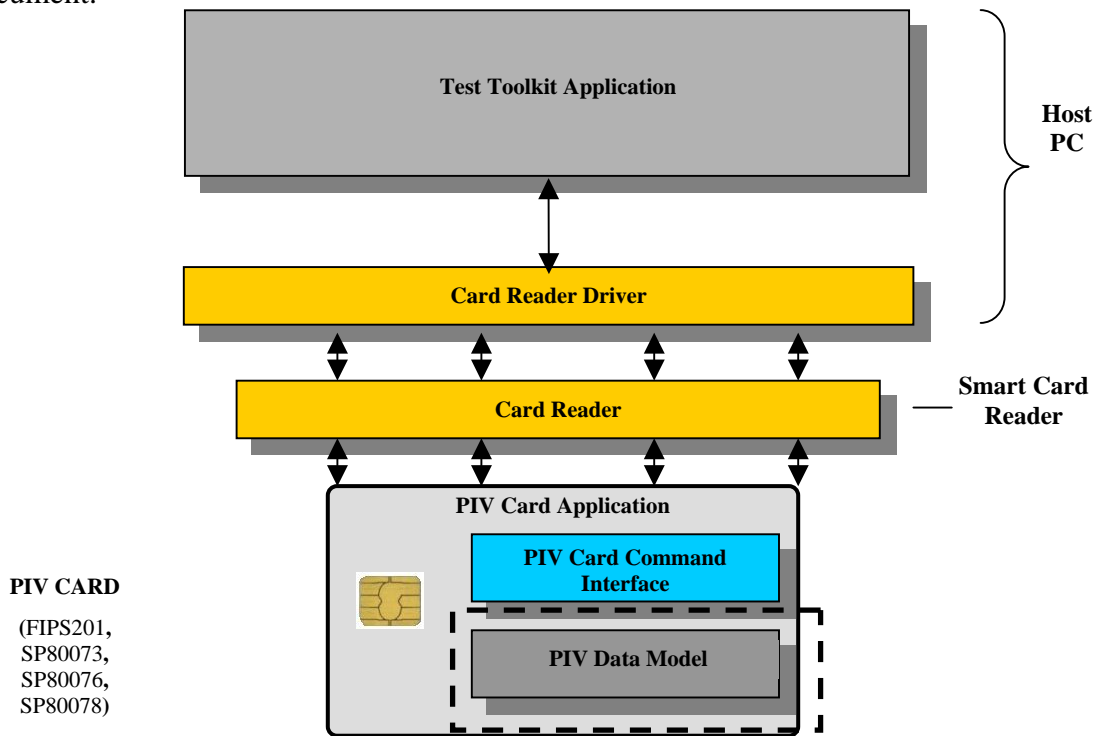 Test Toolkit Application
Host
PC
Card Reader Driver
Card Reader
Smart Card
Reader
PIV Card Application
PIV Card Command
Interface
PIV Data Model
PIV CARD
(FIPS201,
SP80073,
SP80076,
SP80078)